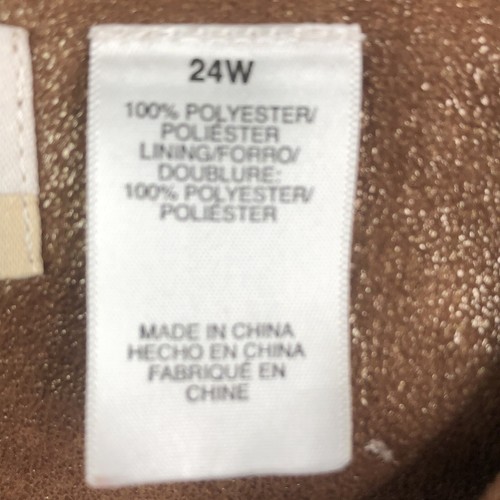 24W
100% POLYESTER/
POLIÉSTER
LINING/FORRO/
DOUBLURE:
100% POLYESTER/
POLIÉSTER
MADE IN CHINA
HECHO EN CHINA
FABRIQUÉ EN
CHINE